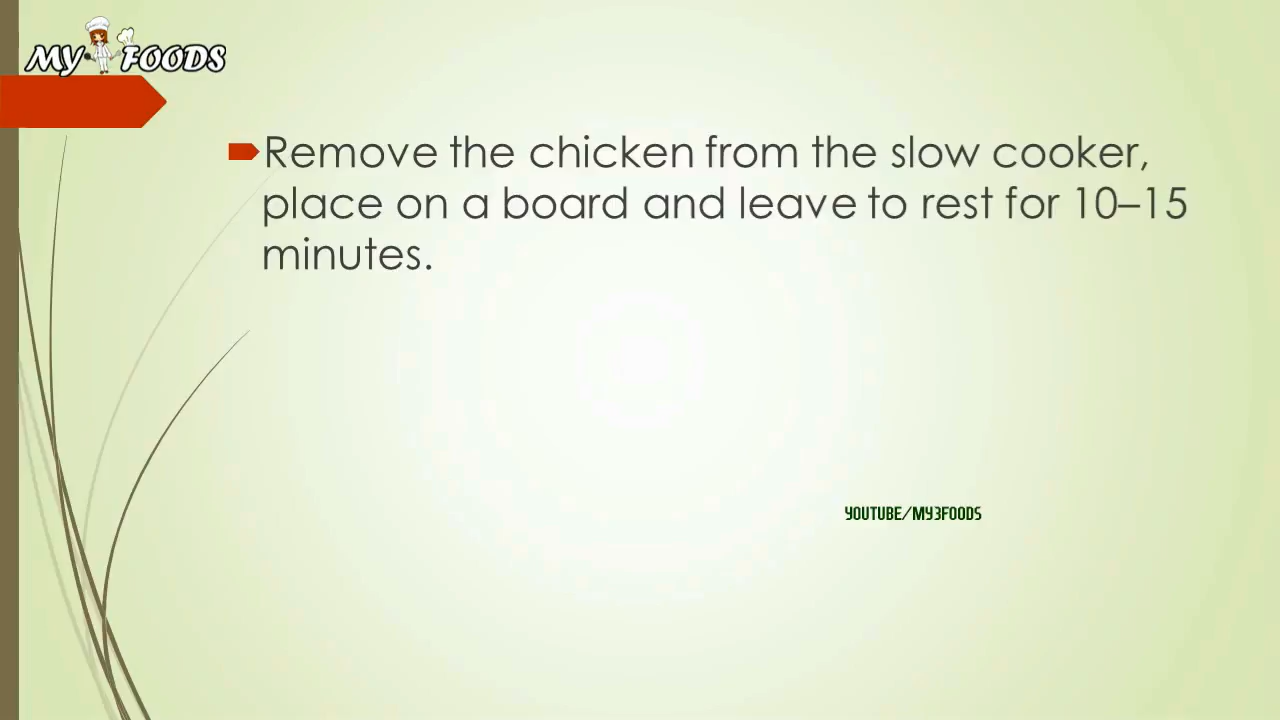 MY FOODS
Remove the chicken from the slow cooker,
place on a board and leave to rest for 10–15
minutes.
YOUTUBE/MY3FOODS